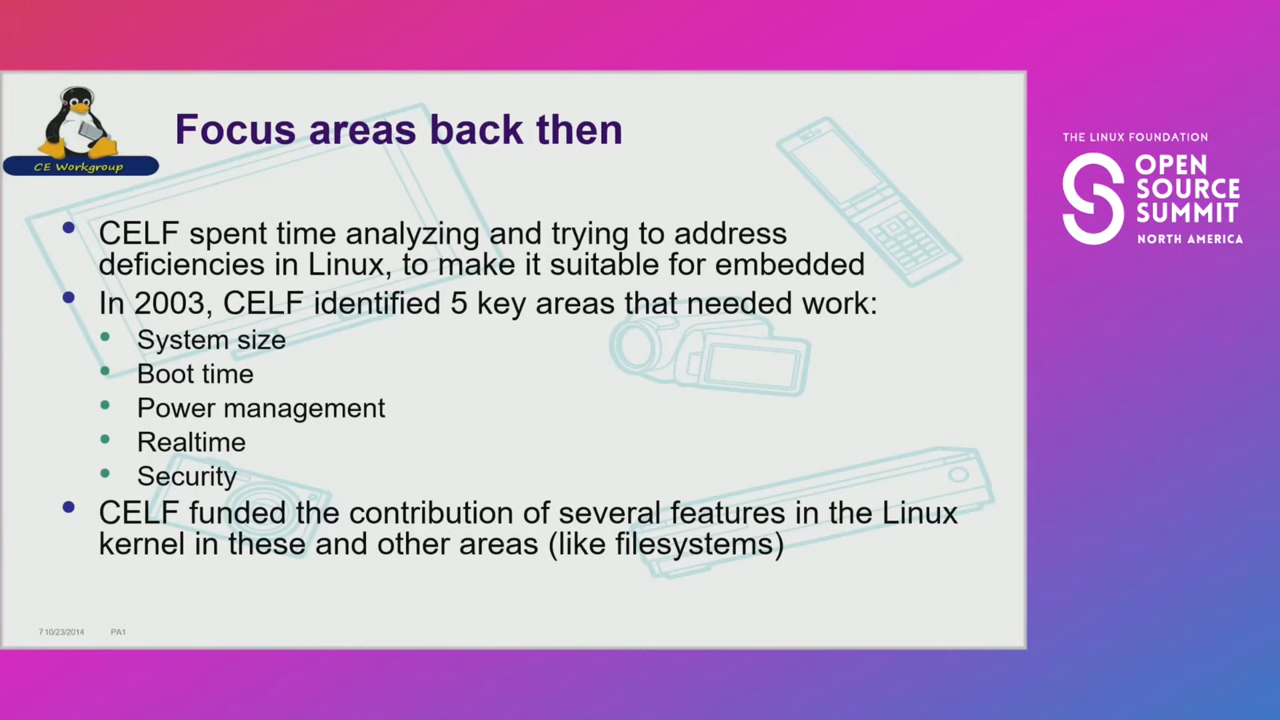 CE Workgroup
Focus areas back then
CELF spent time analyzing and trying to address
deficiencies in Linux, to make it suitable for embedded
In 2003, CELF identified 5 key areas that needed work:
System size
Boot time
Power management
Realtime
Security
CELF funded the contribution of several features in the Linux
kernel in these and other areas (like filesystems)
7 10/23/2014 PA1
THE LINUX FOUNDATION
OPEN
SOURCE
SUMMIT
NORTH AMERICA